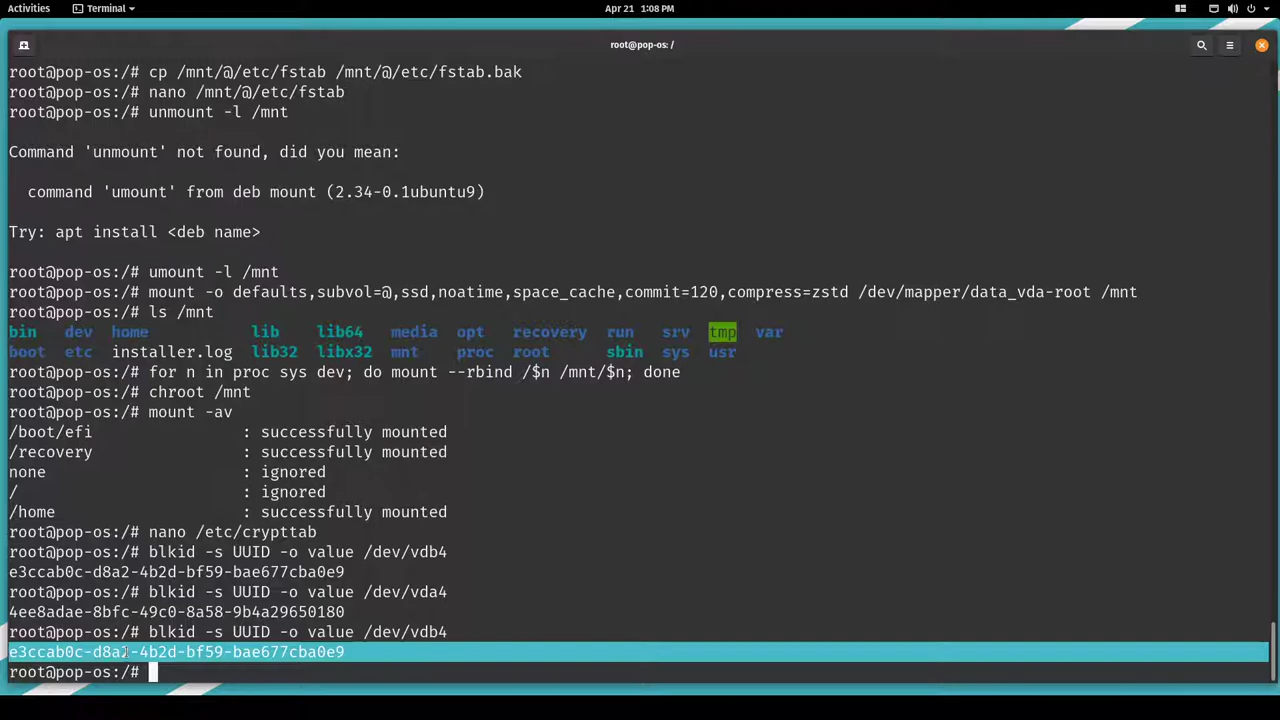 Activities
Terminal
Apr 21 1:08 PM
root@pop-os: /
root@pop-os:/# cp /mnt/@/etc/fstab /mnt/@/etc/fstab.bak
root@pop-os:/# nano /mnt/@/etc/fstab
root@pop-os:/# unmount -l /mnt
Command 'unmount' not found, did you mean:
command 'umount' from deb mount (2.34-0.1ubuntu9)
Try: apt install <deb name>
root@pop-os:/# umount -l /mnt
root@pop-os:/# mount -o defaults,subvol=@,ssd,noatime,space_cache,commit=120,compress=zstd /dev/mapper/data_vda-root /mnt
root@pop-os:/# ls /mnt
bin dev home lib lib64 media opt recovery run srv tmp var
boot etc installer.log lib32 libx32 mnt proc root sbin sys usr
root@pop-os:/# for n in proc sys dev; do mount --rbind /$n /mnt/$n; done
root@pop-os:/# chroot /mnt
root@pop-os:/# mount -av
/boot/efi : successfully mounted
/recovery : successfully mounted
none : ignored
/ : ignored
/home : successfully mounted
root@pop-os:/# nano /etc/crypttab
root@pop-os:/# blkid -s UUID -o value /dev/vdb4
e3ccab0c-d8a2-4b2d-bf59-bae677cba0e9
root@pop-os:/# blkid -s UUID -o value /dev/vda4
4ee8adae-8bfc-49c0-8a58-9b4a29650180
root@pop-os:/# blkid -s UUID -o value /dev/vdb4
e3ccab0c-d8a2-4b2d-bf59-bae677cba0e9
root@pop-os:/#